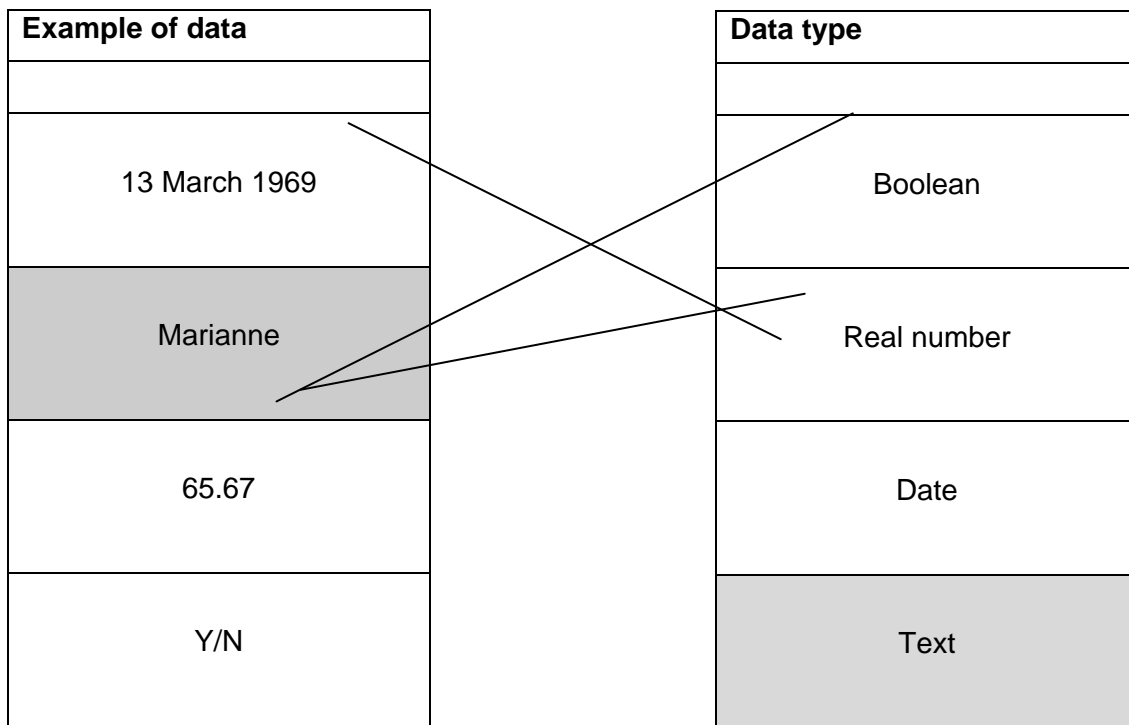 Example of data
13 March 1969
Marianne
65.67
Y/N
Data type
Boolean
Real number
Date
Text